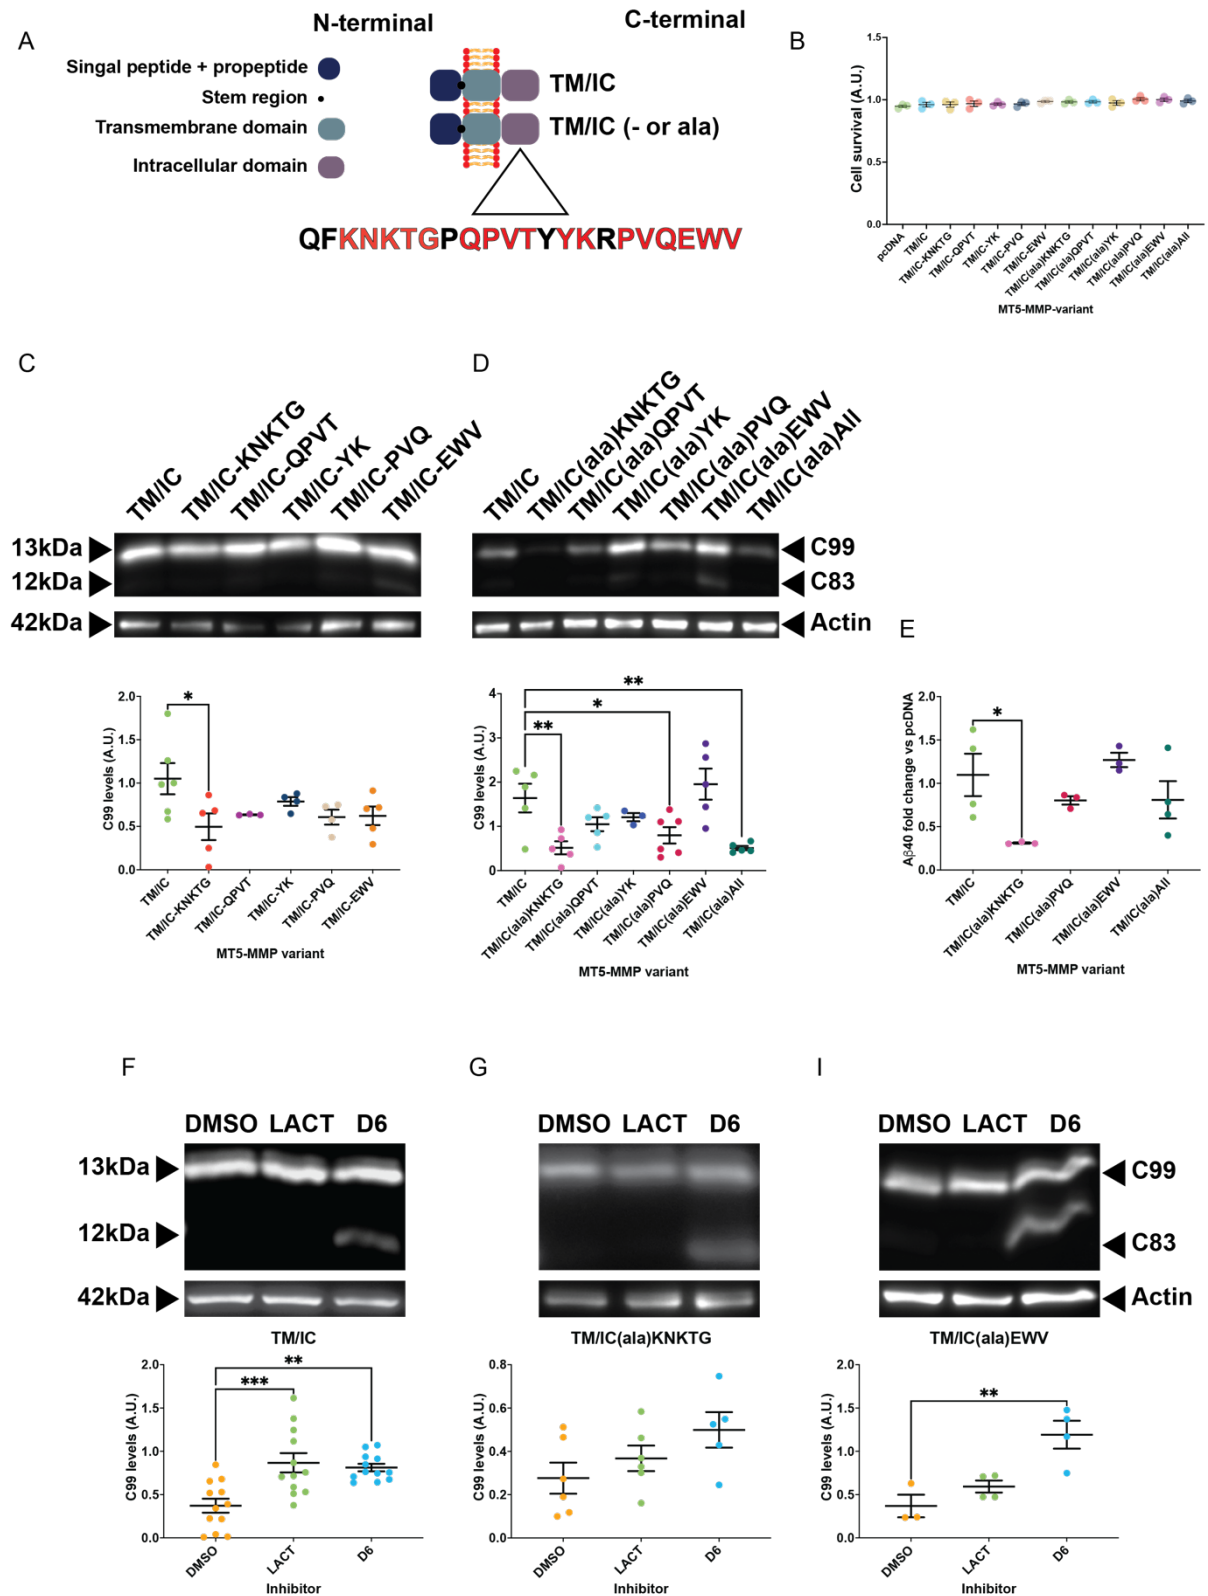 A
N-terminal
C-terminal
Singal peptide + propeptide
Stem region
Transmembrane domain
Intracellular domain
TM/IC
TM/IC (- or ala)
QFKNKTGPQPVTYYKRPVQEWV
B
Cell survival (A.U.)
1.5
1.0
0.5
0.0
pcDNA
TM/IC
TM/IC-KNKTG
TM/IC-QPVT
TM/IC-YK
TM/IC-PVQ
TM/IC-EWV
TM/IC(ala)KNKTG
TM/IC(ala)QPVT
TM/IC(ala)YK
TM/IC(ala)PVQ
TM/IC(ala)EWV
TM/IC(ala)All
MT5-MMP-variant
C
TM/IC
TM/IC-KNKTG
TM/IC-QPVT
TM/IC-YK
TM/IC-PVQ
TM/IC-EWV
13kDa
12kDa
42kDa
C99 levels (A.U.)
2.0
1.5
1.0
0.5
0.0
*
TM/IC
TM/IC-KNKTG
TM/IC-QPVT
TM/IC-YK
TM/IC-PVQ
TM/IC-EWV
MT5-MMP variant
D
TM/IC
TM/IC(ala)KNKTG
TM/IC(ala)QPVT
TM/IC(ala)YK
TM/IC(ala)PVQ
TM/IC(ala)EWV
TM/IC(ala)All
C99
C83
Actin
C99 levels (A.U.)
4
3
2
1
0
**
*
**
TM/IC
TM/IC(ala)KNKTG
TM/IC(ala)QPVT
TM/IC(ala)YK
TM/IC(ala)PVQ
TM/IC(ala)EWV
TM/IC(ala)All
MT5-MMP variant
E
Aβ40 fold change vs pcDNA
2.0
1.5
1.0
0.5
0.0
*
TM/IC
TM/IC(ala)KNKTG
TM/IC(ala)PVQ
TM/IC(ala)EWV
TM/IC(ala)All
MT5-MMP variant
F
DMSO LACT D6
13kDa
12kDa
42kDa
TM/IC
C99 levels (A.U.)
2.0
1.5
1.0
0.5
0.0
**
***
DMSO
LACT
D6
Inhibitor
G
DMSO LACT D6
TM/IC(ala)KNKTG
C99 levels (A.U.)
0.8
0.6
0.4
0.2
0.0
DMSO
LACT
D6
Inhibitor
I
DMSO LACT D6
C99
C83
Actin
TM/IC(ala)EWV
C99 levels (A.U.)
2.0
1.5
1.0
0.5
0.0
**
DMSO
LACT
D6
Inhibitor